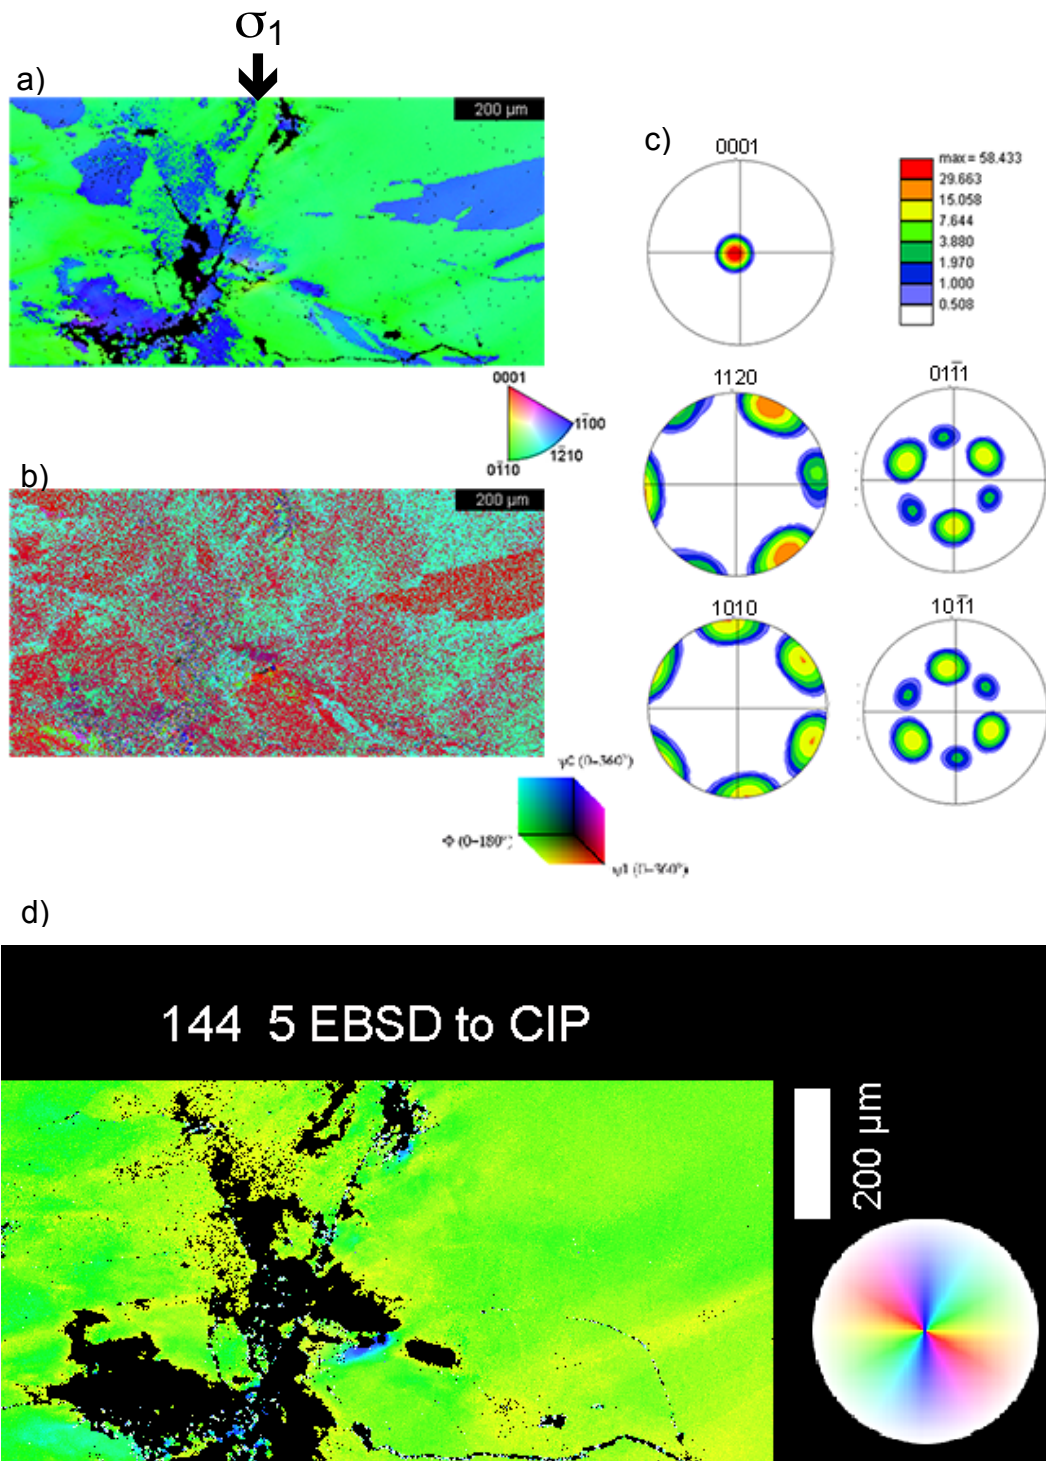 σ1
a)
200 µm
0001
1̄100
1̄210
01̄10
b)
200 µm
Φ (0-180°)
c)
0001
max = 58.433
29.663
15.058
7.644
3.880
1.970
1.000
0.508
1120
011̄1
1010
101̄1
d)
144 5 EBSD to CIP
200 µm